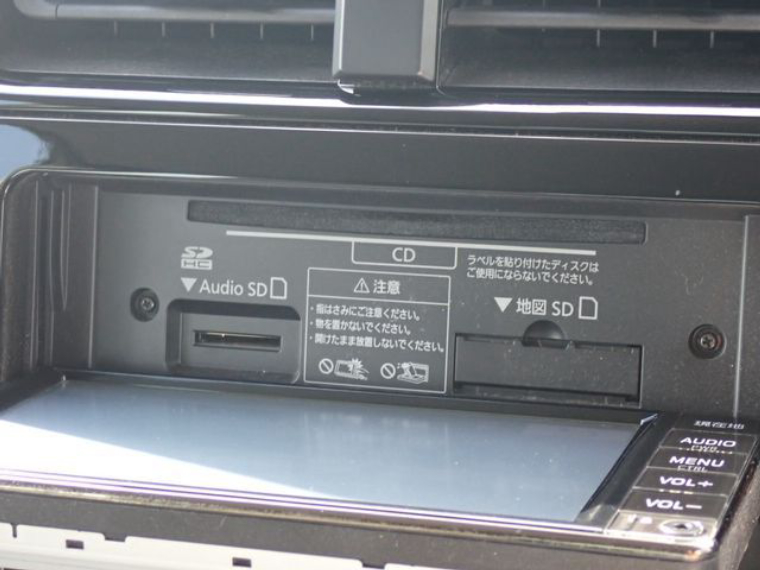 CD
ラベルを貼り付けたディスクは
ご使用にならないでください。
SD
HC
▼Audio SD
⚠注意
・指はさみにご注意ください。
・物を置かないでください。
・開けたまま放置しないでください。
▼地図 SD
現在地
AUDIO
MENU
CTRL
VOL+
VOL−